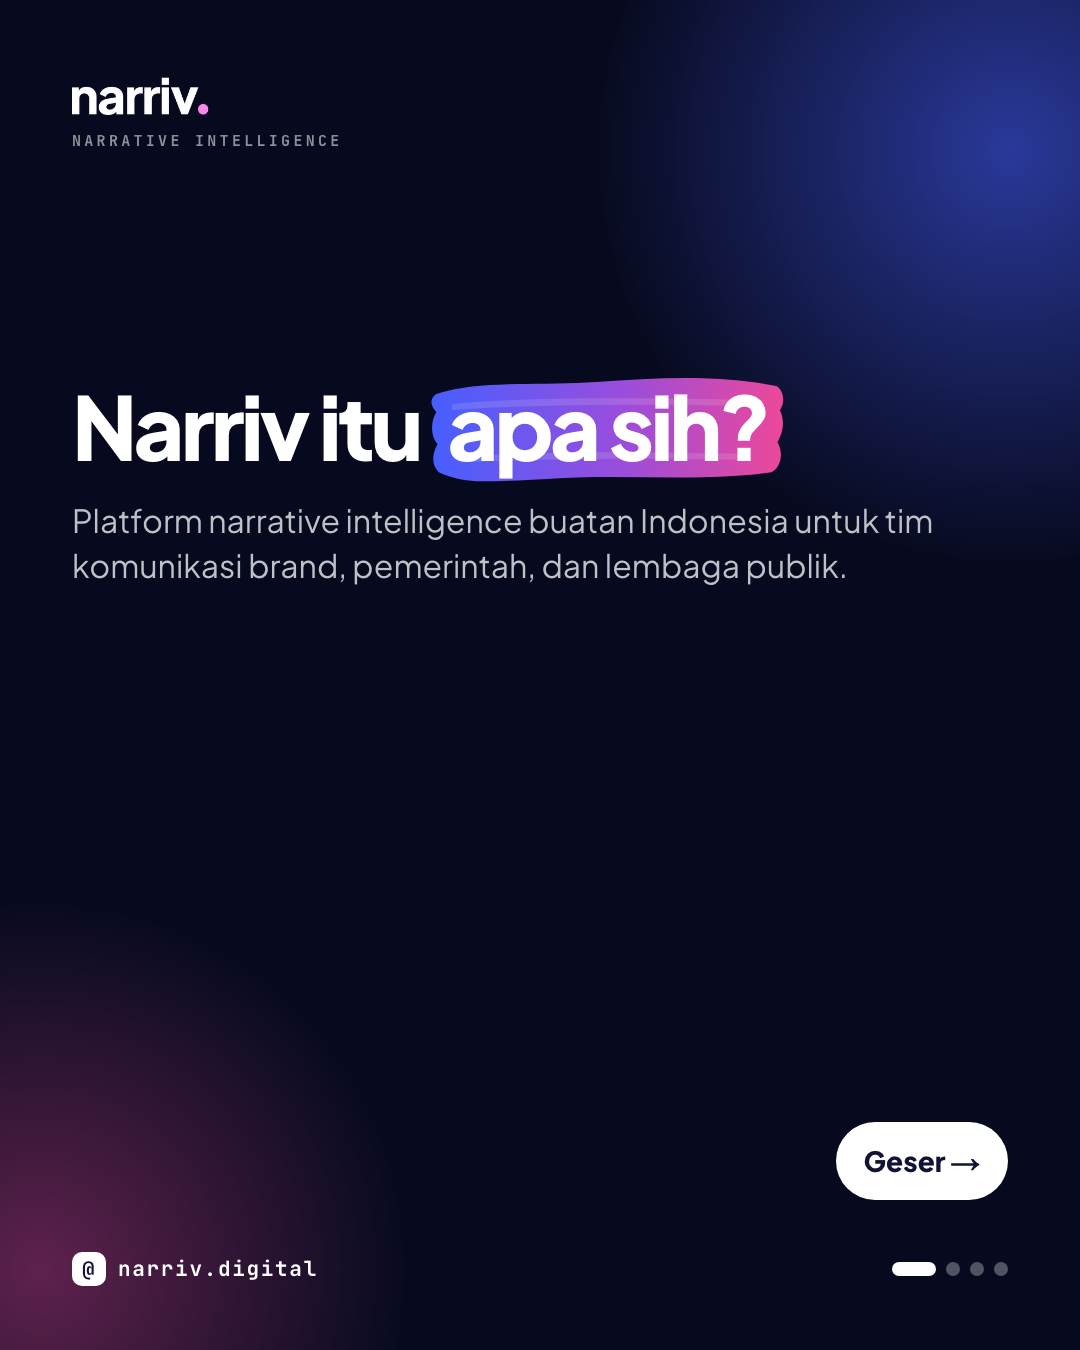 narriv.
NARRATIVE INTELLIGENCE
Narriv itu apa sih?
Platform narrative intelligence buatan Indonesia untuk tim
komunikasi brand, pemerintah, dan lembaga publik.
Geser →
@ narriv.digital